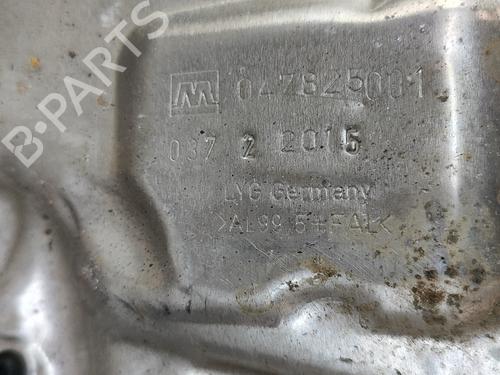 047825001
037 2 2015
LYG Germany
>AL99.5+FALK
B-PARTS